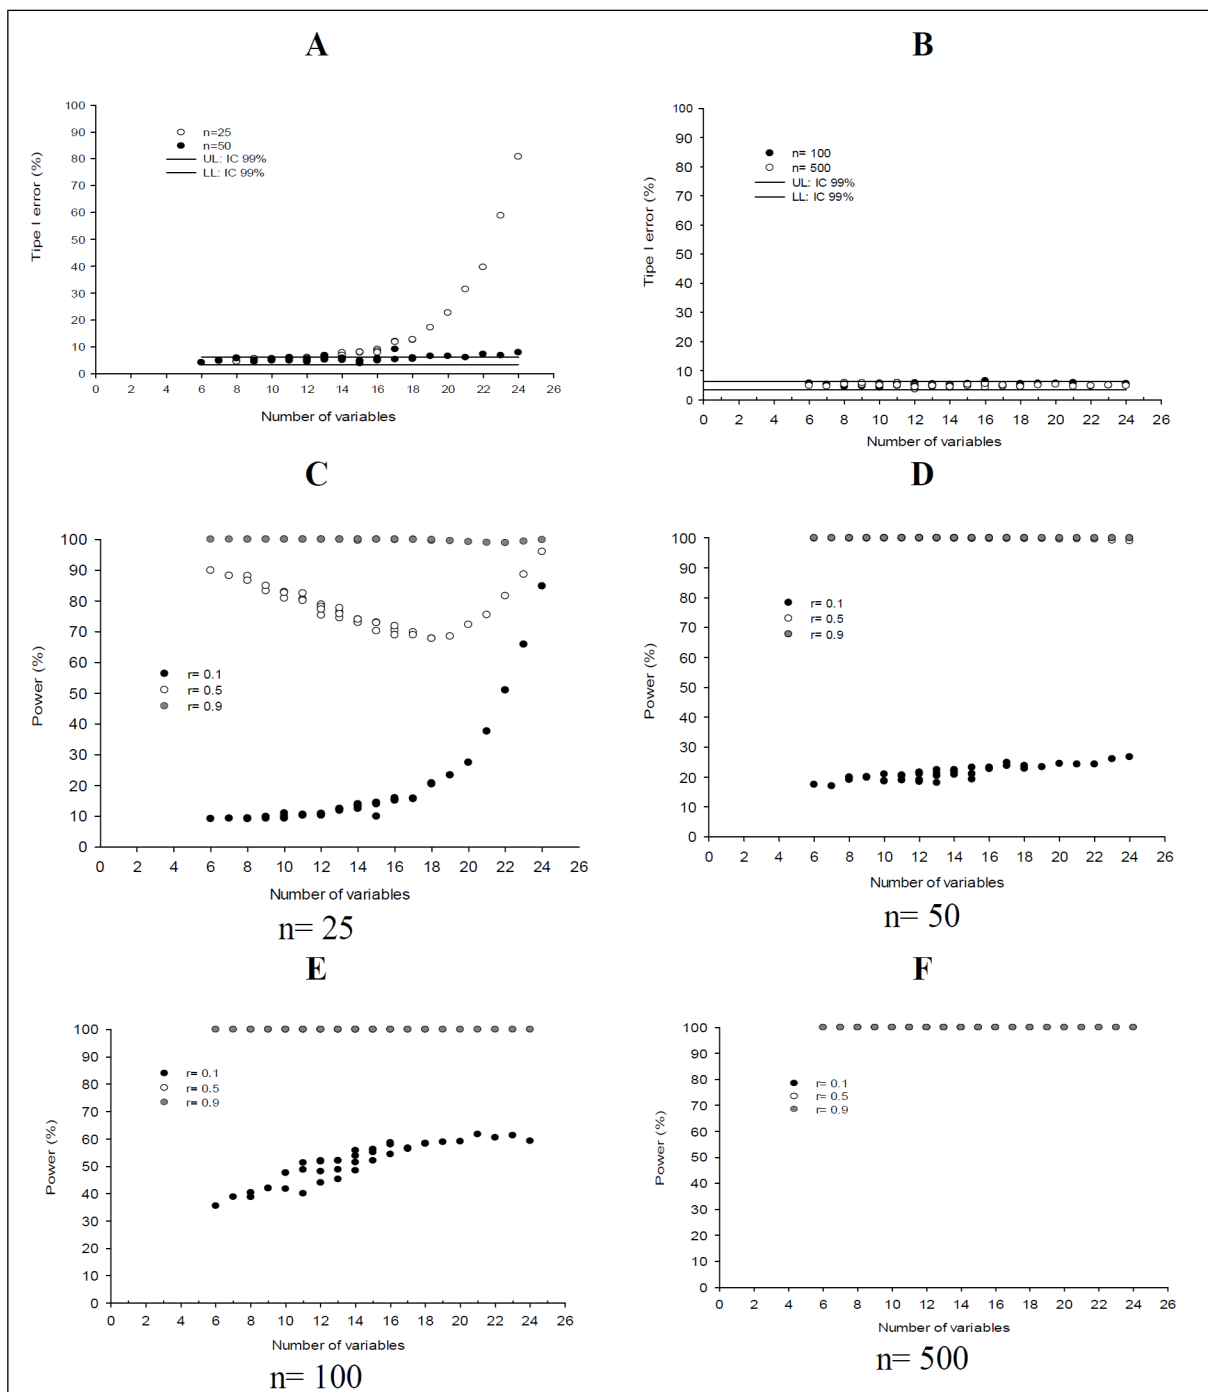 A
100
90
80
70
60
50
40
30
20
10
0
Tipe I error (%)
n=25
n=50
UL: IC 99%
LL: IC 99%
0 2 4 6 8 10 12 14 16 18 20 22 24 26
Number of variables
B
100
90
80
70
60
50
40
30
20
10
0
Tipe I error (%)
n= 100
n= 500
UL: IC 99%
LL: IC 99%
0 2 4 6 8 10 12 14 16 18 20 22 24 26
Number of variables
C
100
90
80
70
60
50
40
30
20
10
0
Power (%)
r= 0.1
r= 0.5
r= 0.9
0 2 4 6 8 10 12 14 16 18 20 22 24 26
Number of variables
n= 25
D
100
90
80
70
60
50
40
30
20
10
0
Power (%)
r= 0.1
r= 0.5
r= 0.9
0 2 4 6 8 10 12 14 16 18 20 22 24 26
Number of variables
n= 50
E
100
90
80
70
60
50
40
30
20
10
0
Power (%)
r= 0.1
r= 0.5
r= 0.9
0 2 4 6 8 10 12 14 16 18 20 22 24 26
Number of variables
n= 100
F
100
90
80
70
60
50
40
30
20
10
0
Power (%)
r= 0.1
r= 0.5
r= 0.9
0 2 4 6 8 10 12 14 16 18 20 22 24 26
Number of variables
n= 500